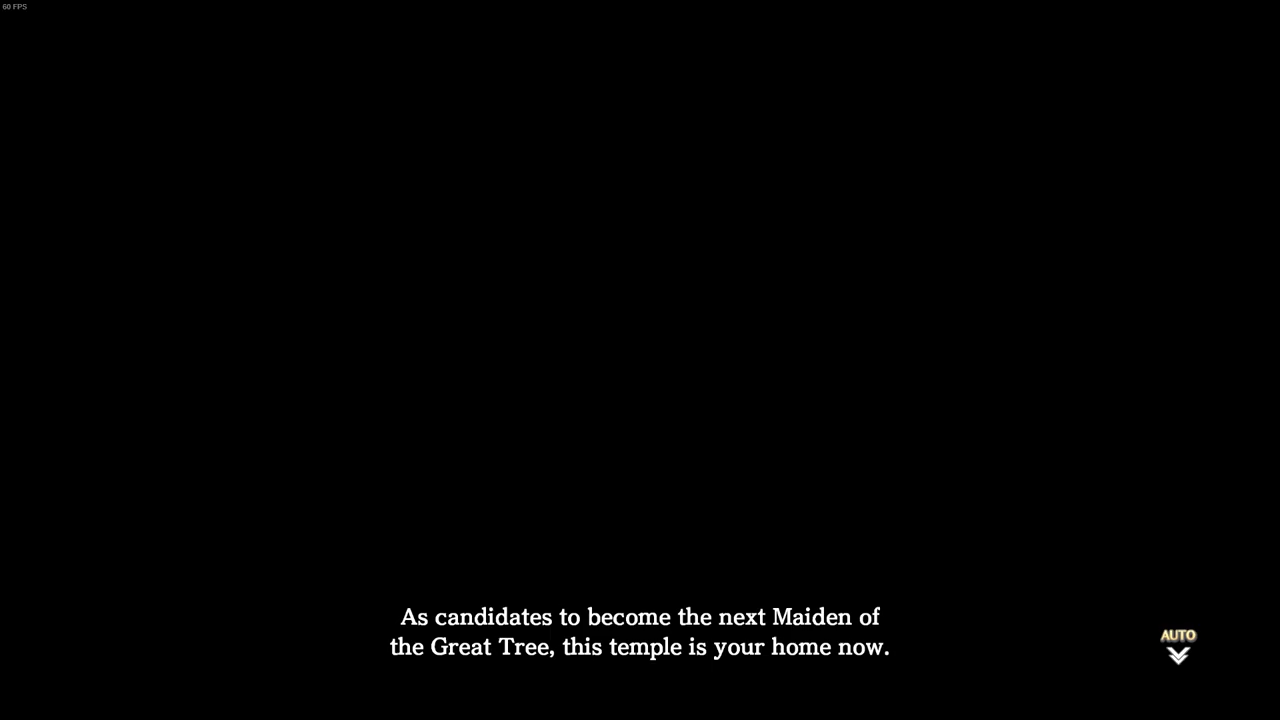 60 FPS
As candidates to become the next Maiden of
the Great Tree, this temple is your home now.
AUTO